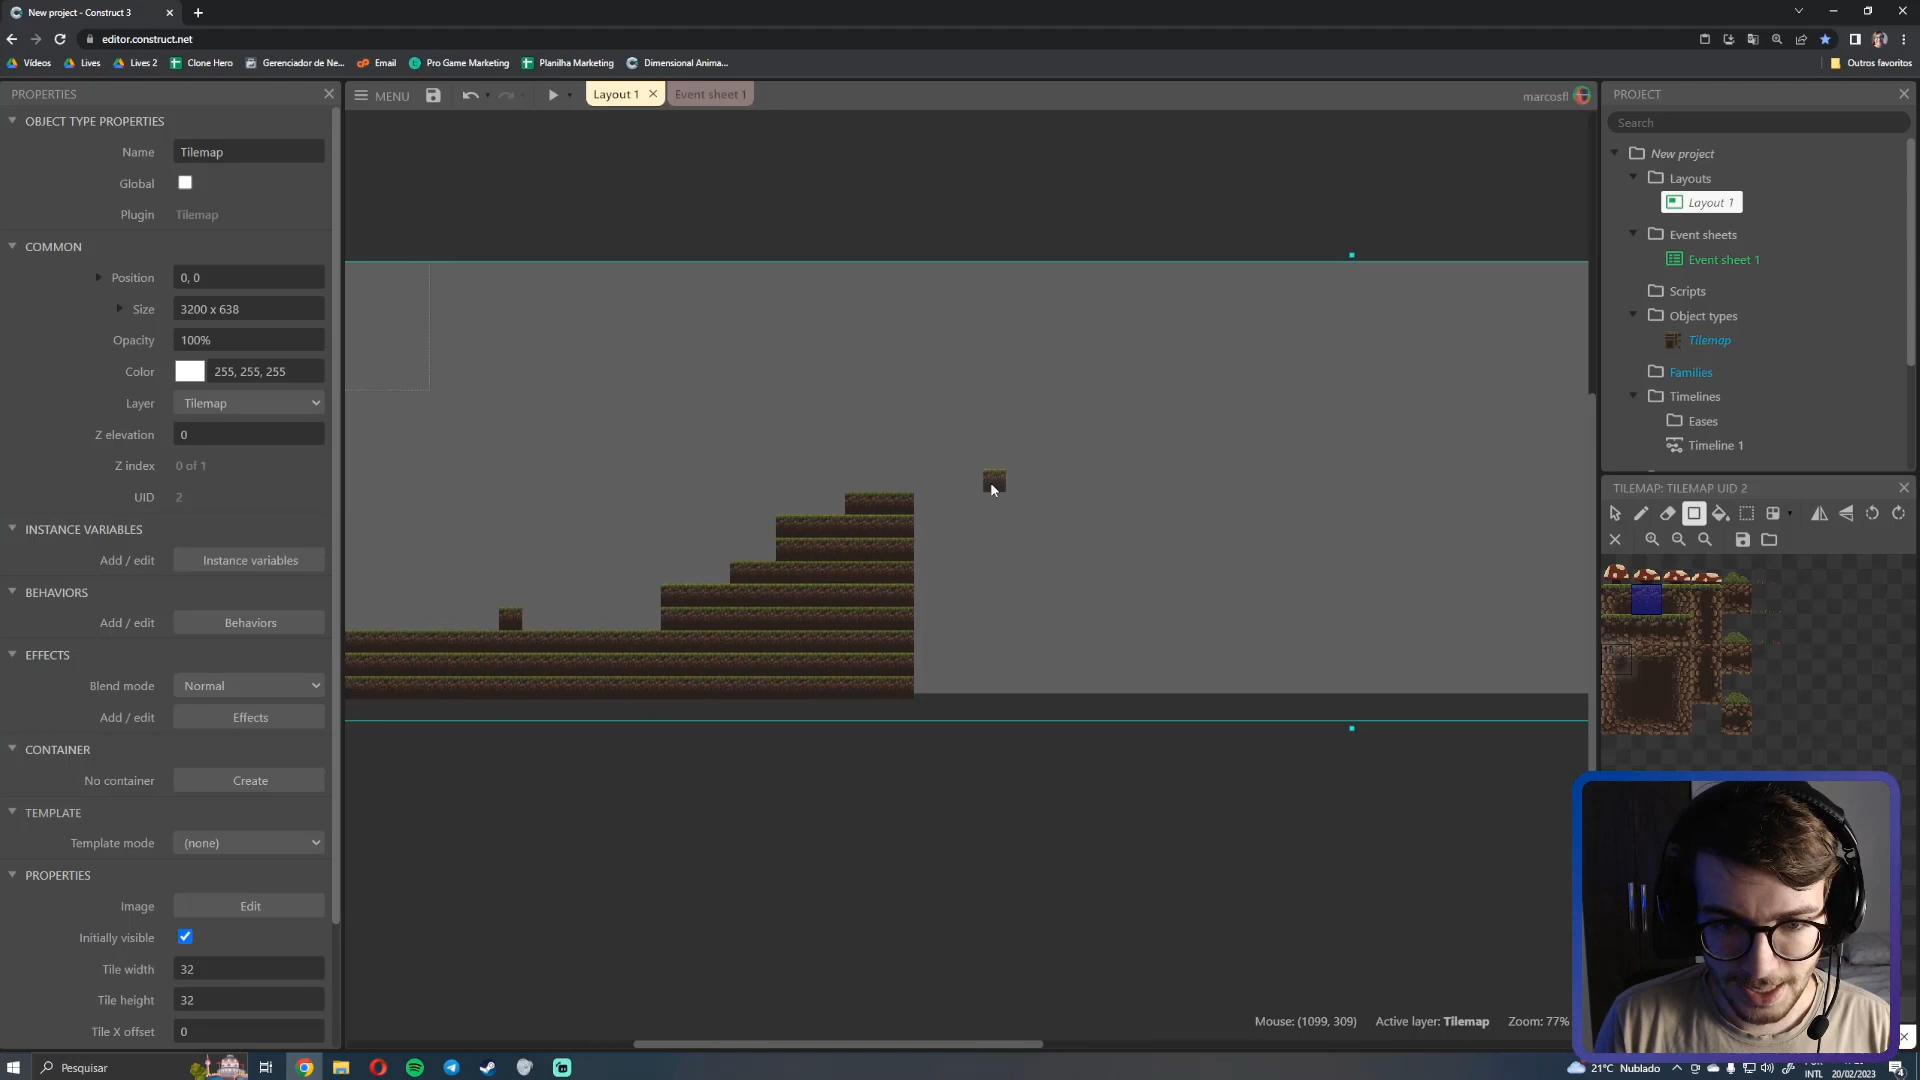 New project - Construct 3
editor.construct.net
Vídeos
Lives
Lives 2
Clone Hero
Gerenciador de Ne...
Email
Pro Game Marketing
Planilha Marketing
Dimensional Anima...
Outros favoritos
PROPERTIES
MENU
Layout 1
Event sheet 1
marcosfl
PROJECT
Search
OBJECT TYPE PROPERTIES
Name
Tilemap
Global
Plugin
Tilemap
COMMON
Position
0, 0
Size
3200 x 638
Opacity
100%
Color
255, 255, 255
Layer
Tilemap
Z elevation
0
Z index
0 of 1
UID
2
INSTANCE VARIABLES
Add / edit
Instance variables
BEHAVIORS
Add / edit
Behaviors
EFFECTS
Blend mode
Normal
Add / edit
Effects
CONTAINER
No container
Create
TEMPLATE
Template mode
(none)
PROPERTIES
Image
Edit
Initially visible
Tile width
32
Tile height
32
Tile X offset
0
New project
Layouts
Layout 1
Event sheets
Event sheet 1
Scripts
Object types
Tilemap
Families
Timelines
Eases
Timeline 1
TILEMAP: TILEMAP UID 2
Mouse: (1099, 309)
Active layer: Tilemap
Zoom: 77%
Pesquisar
21°C Nublado
INTL
20/02/2023
4